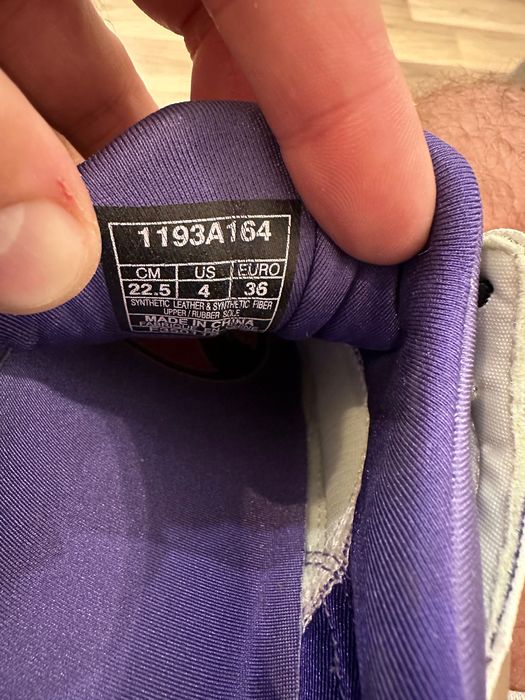 1193A164
CM US EURO
22.5 4 36
SYNTHETIC LEATHER & SYNTHETIC FIBER
UPPER / RUBBER SOLE
MADE IN CHINA